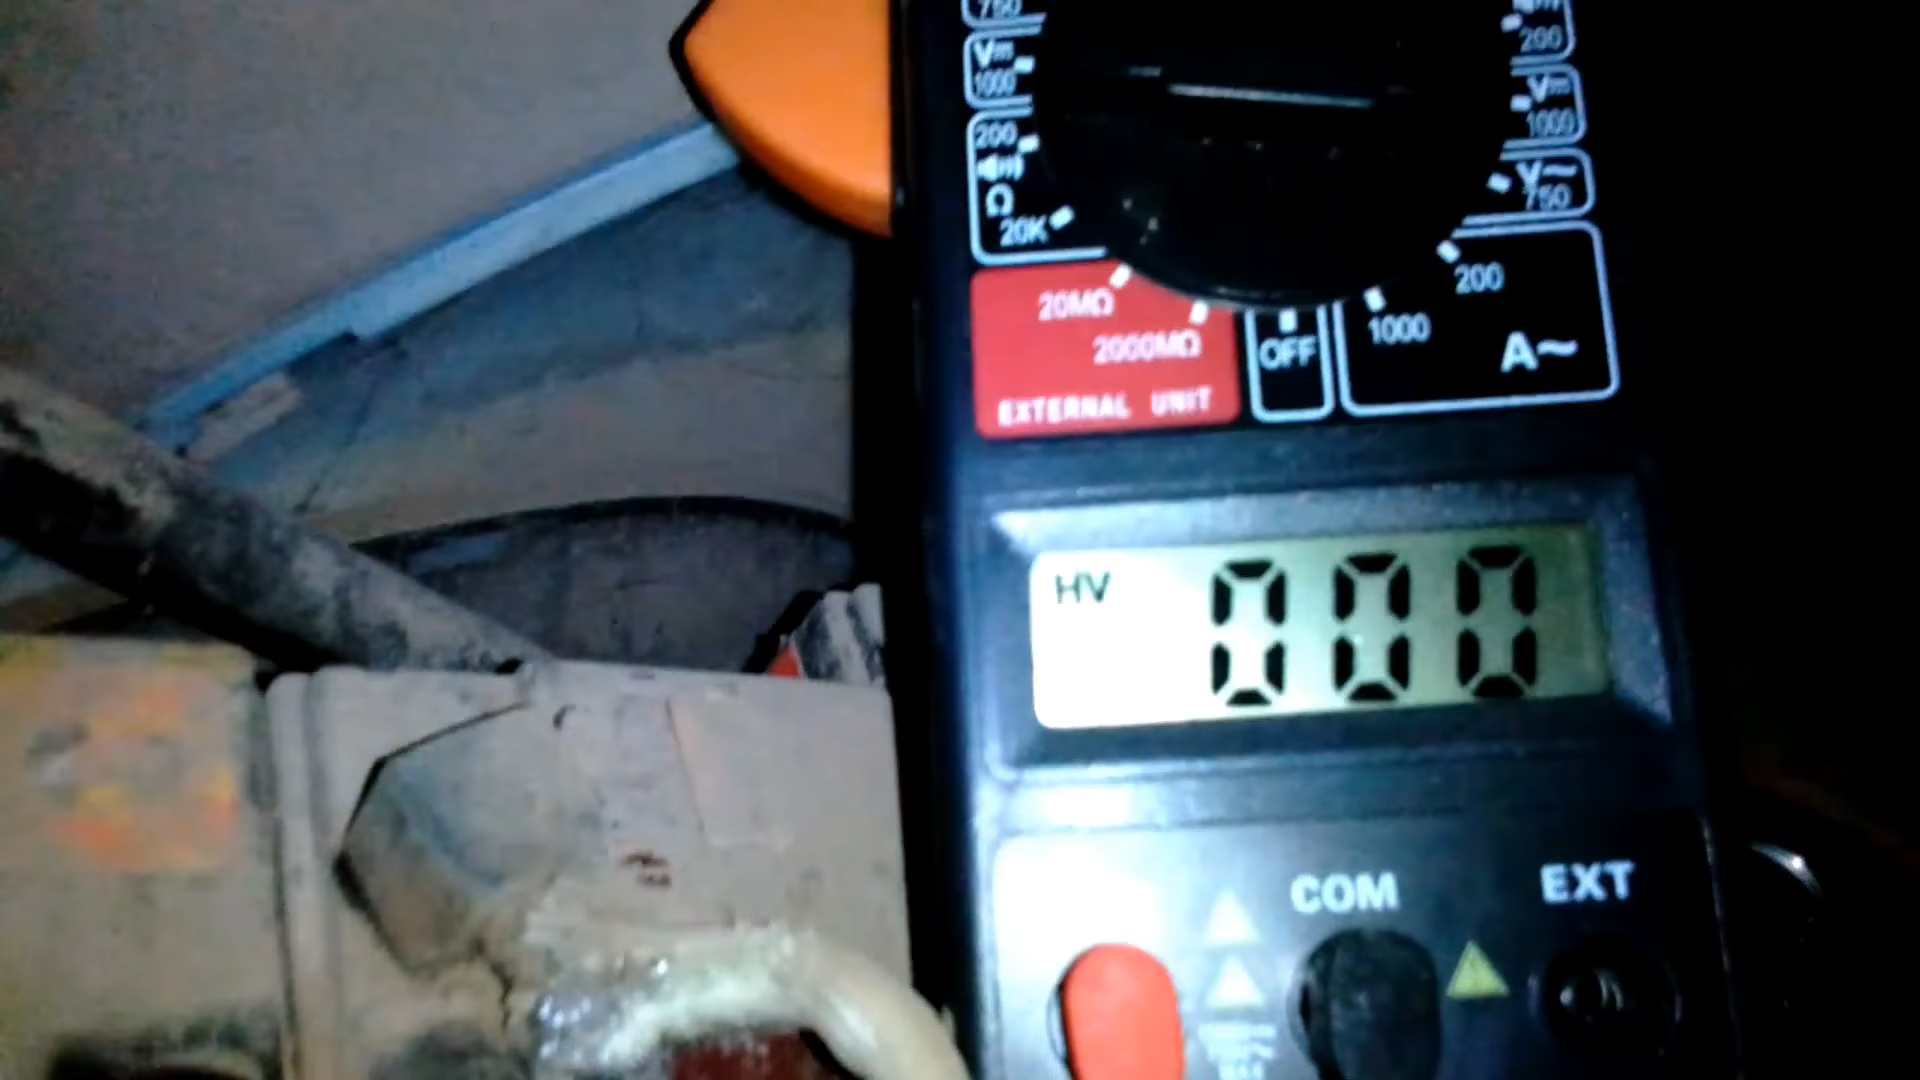 750
V
1000
200
Ω
20K
20MΩ
2000MΩ
EXTERNAL UNIT
OFF
200
V
1000
V~
750
200
1000
A~
HV
000
COM
EXT